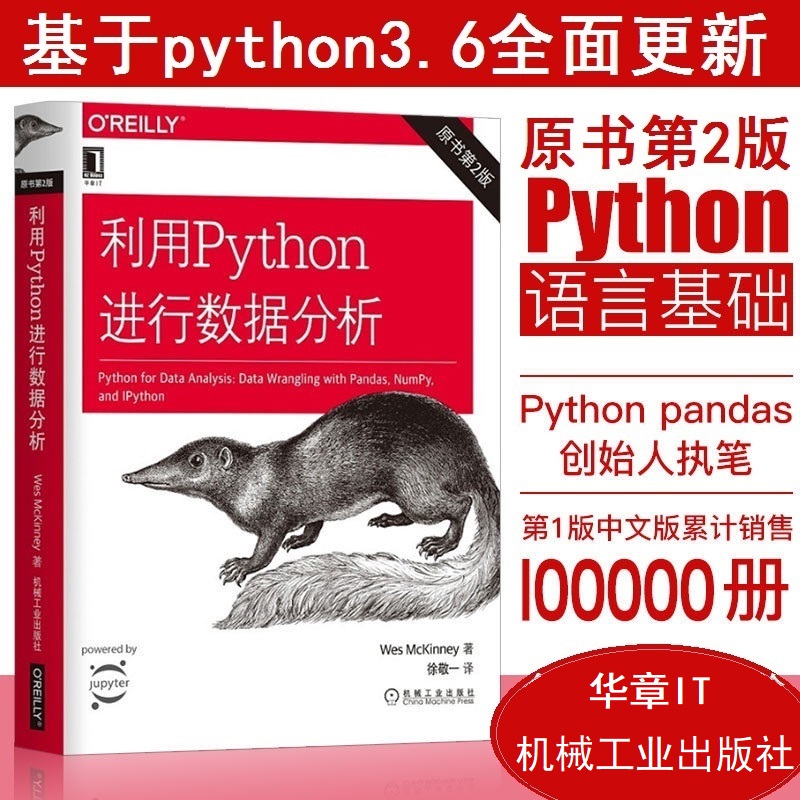 基于python3.6全面更新
O'REILLY®
原书第2版
华章IT
利用Python
进行数据分析
Python for Data Analysis: Data Wrangling with Pandas, NumPy,
and IPython
powered by
jupyter
Wes McKinney 著
徐敬一 译
机械工业出版社
China Machine Press
原书第2版
利用Python进行数据分析
Wes McKinney 著
机械工业出版社
O'REILLY®
原书第2版
Python
语言基础
Python pandas
创始人执笔
第1版中文版累计销售
100000册
华章IT
机械工业出版社